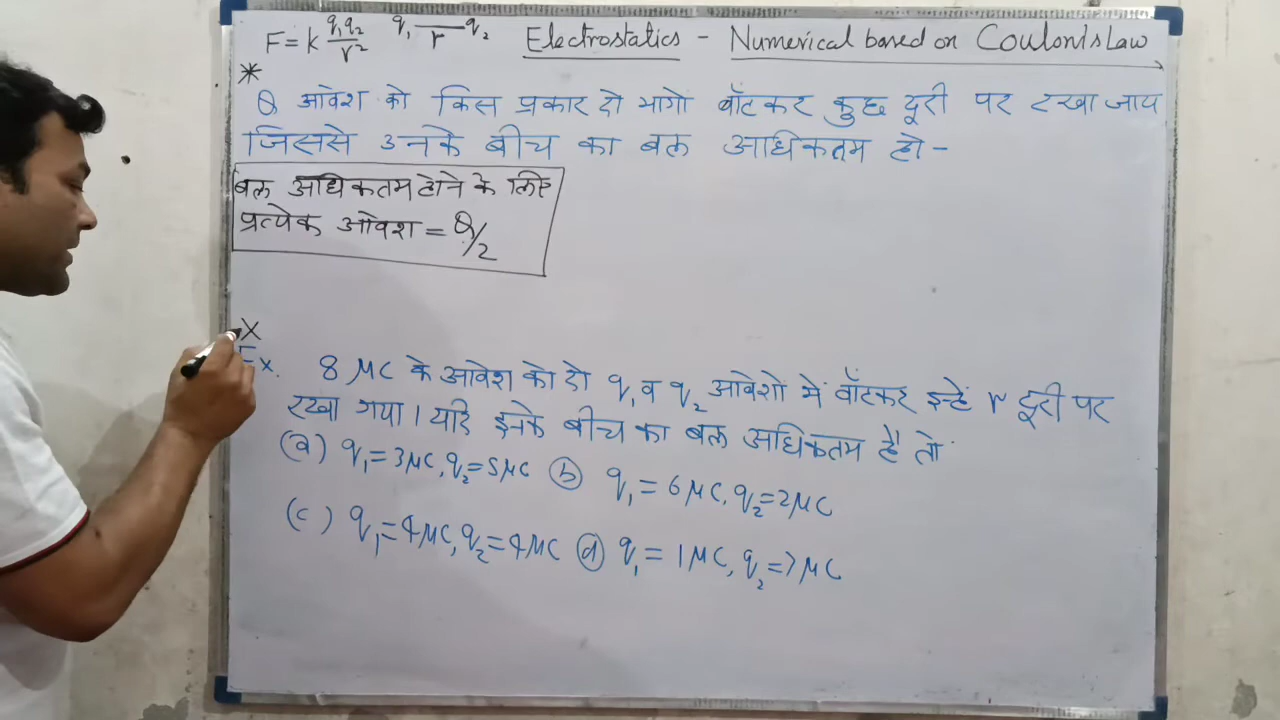 F = k q₁q₂/r² q₁ — r — q₂ Electrostatics - Numerical based on Coulom's Law
*
Q आवेश को किस प्रकार दो भागो बाँटकर कुछ दूरी पर रखा जाय
जिससे उनके बीच का बल अधिकतम हो -
बल अधिकतम होने के लिए
प्रत्येक आवेश = Q/2
X
Ex. 8 μC के आवेश को दो q₁ व q₂ आवेशो में बाँटकर इन्हें r दूरी पर
रखा गया । यदि इनके बीच का बल अधिकतम है तो
(a) q₁ = 3μC, q₂ = 5μC (b) q₁ = 6μC, q₂ = 2μC
(c) q₁ = 4μC, q₂ = 4μC (d) q₁ = 1μC, q₂ = 7μC